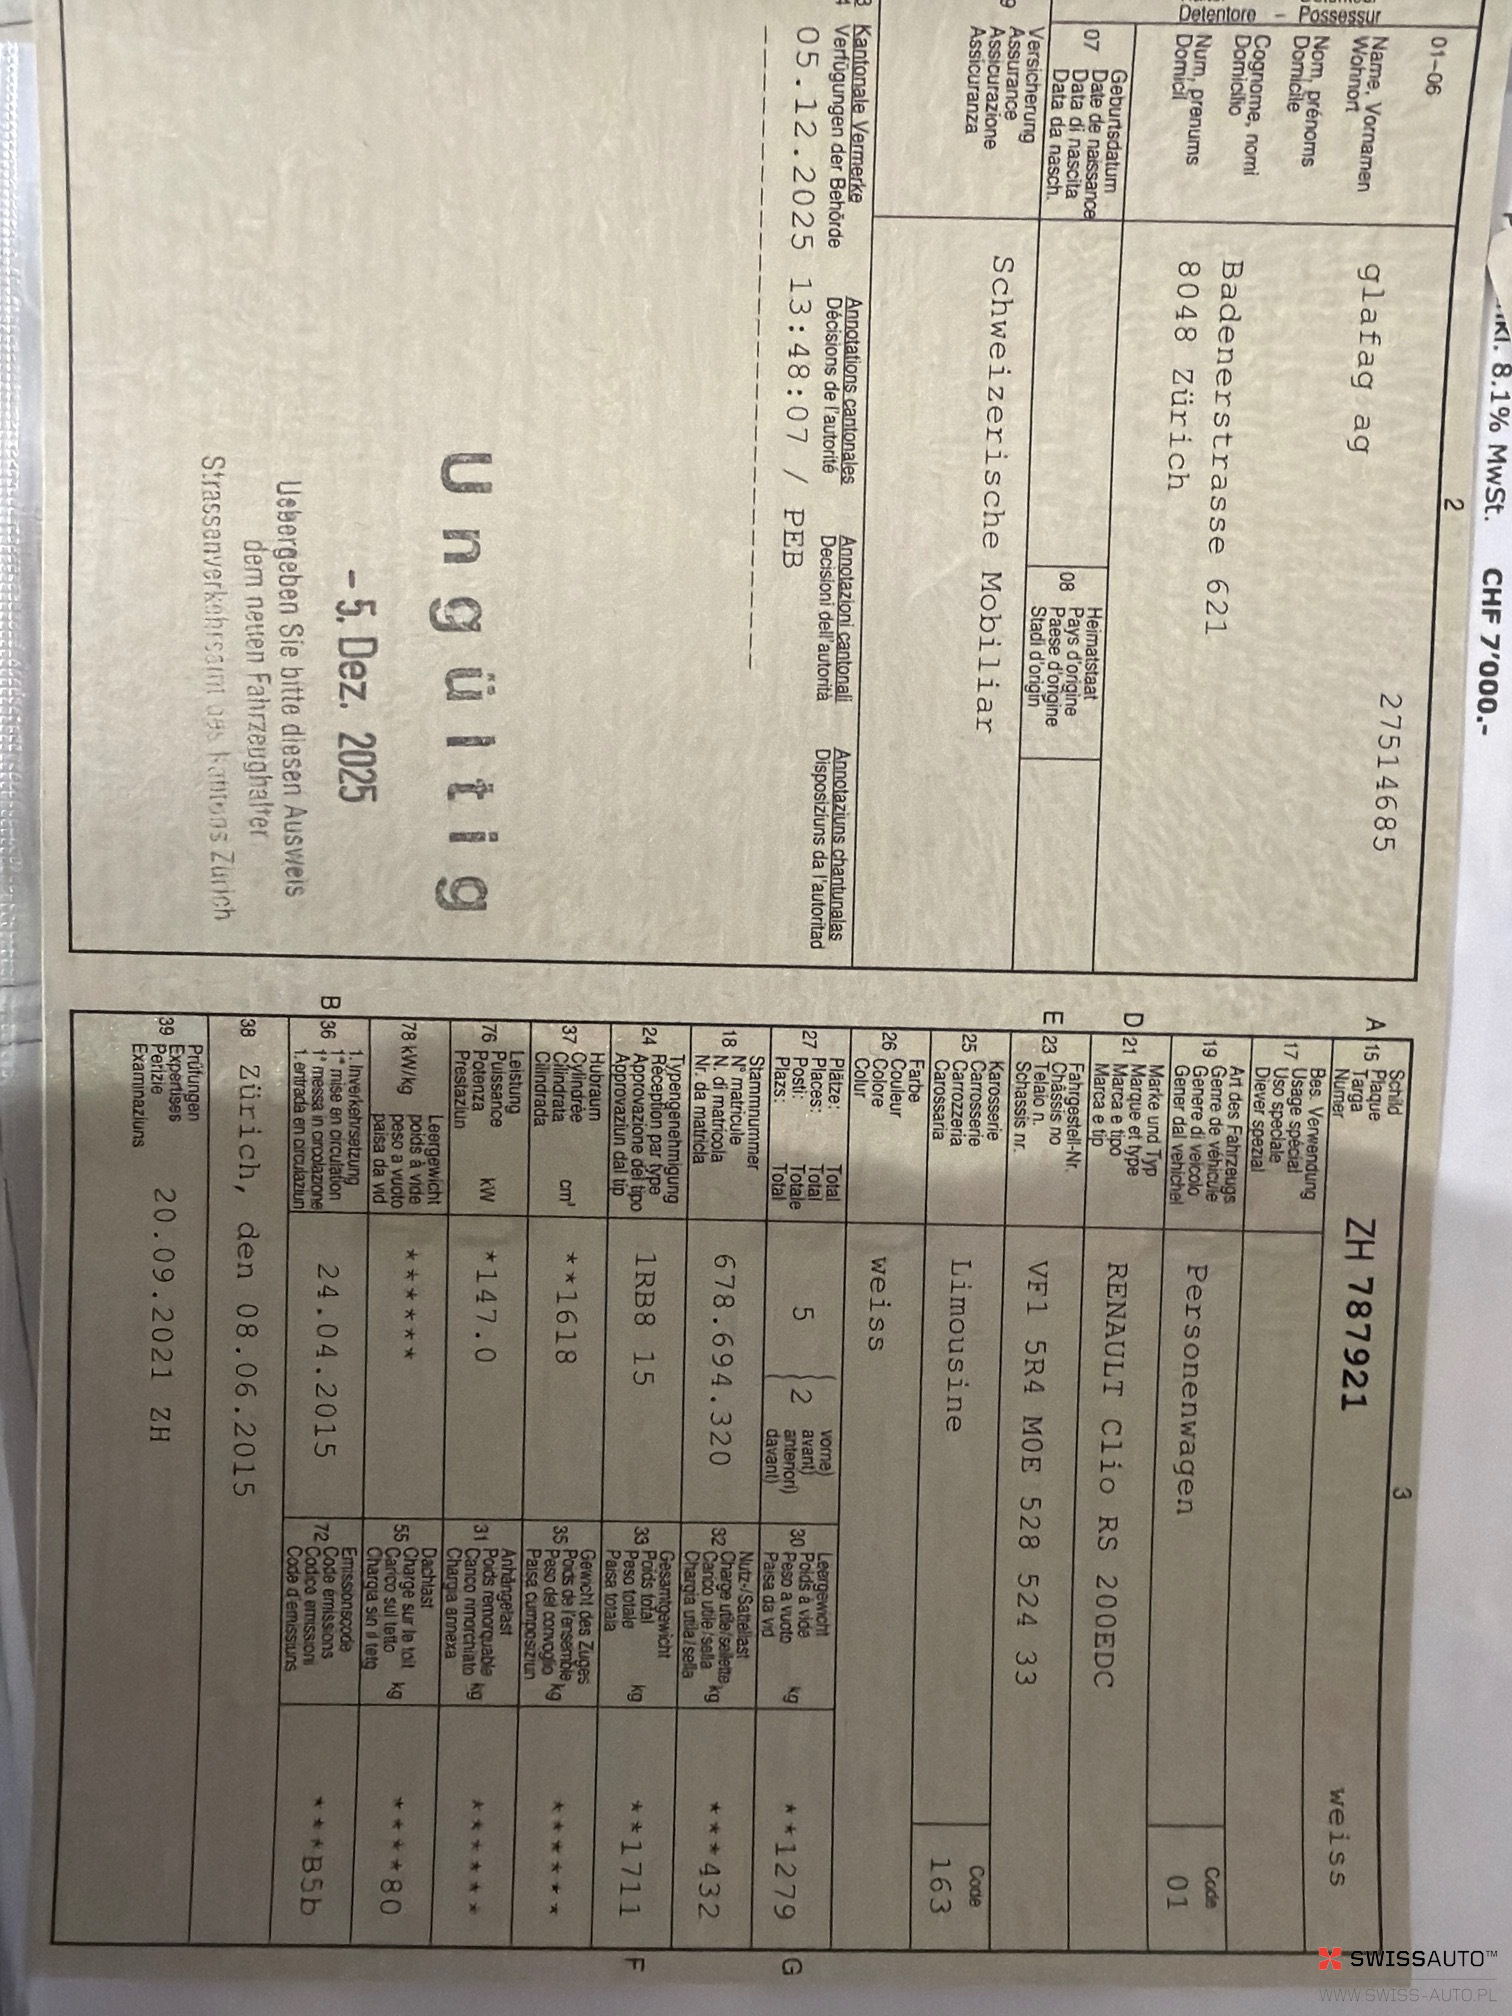 inkl. 8.1% MwSt. CHF 7'000.-
2
01-06
Detentore - Possessur
27514685
Name, Vornamen
Wohnort
Nom, prénoms
Domicile
Cognome, nomi
Domicilio
Num, prenums
Domicil
glafag ag
Badenerstrasse 621
8048 Zürich
07
Geburtsdatum
Date de naissance
Data di nascita
Data da nasch.
08
Heimatstaat
Pays d'origine
Paese d'origine
Stadi d'origin
9
Versicherung
Assurance
Assicurazione
Assicuranza
Schweizerische Mobiliar
Kantonale Vermerke Annotations cantonales Annotazioni cantonali Annotaziuns chantunalas
Verfügungen der Behörde Décisions de l'autorité Decisioni dell'autorità Disposiziuns da l'autoritad
05.12.2025 13:48:07 / PEB
Ungültig
- 5. Dez. 2025
Uebergeben Sie bitte diesen Ausweis
dem neuen Fahrzeughalter
Strassenverkehrsamt des Kantons Zürich
3
A 15
Schild
Plaque
Targa
Numer
ZH 787921
weiss
17
Bes. Verwendung
Usage spécial
Uso speciale
Diever spezial
19
Art des Fahrzeugs
Genre de véhicule
Genere di veicolo
Gener dal vehichel
Personenwagen
Code
01
D 21
Marke und Typ
Marque et type
Marca e tipo
Marca e tip
RENAULT Clio RS 200EDC
E 23
Fahrgestell-Nr.
Châssis no
Telaio n.
Schassis nr.
VF1 5R4 M0E 528 524 33
25
Karosserie
Carrosserie
Carrozzeria
Carossaria
Limousine
Code
163
26
Farbe
Couleur
Colore
Colur
weiss
27
Plätze: Total
Places: Total
Posti: Totale
Plazs: Total
5
2
vorne)
avant)
anteriori)
davant)
30
Leergewicht
Poids à vide
Peso a vuoto
Paisa da vid
kg
**1279
G
18
Stammnummer
N° matricule
N. di matricola
Nr. da matricla
678.694.320
32
Nutz-/Sattellast
Charge utile/sellette
Carico utile/sella
Chargia utila/sella
kg
***432
24
Typengenehmigung
Réception par type
Approvazione del tipo
Approvaziun dal tip
1RB8 15
33
Gesamtgewicht
Poids total
Peso totale
Paisa totala
kg
**1711
F
37
Hubraum
Cylindrée
Cilindrata
Cilindrada
cm³
**1618
35
Gewicht des Zuges
Poids de l'ensemble
Peso del convoglio
Paisa cumposiziun
kg
******
76
Leistung
Puissance
Potenza
Prestaziun
kW
*147.0
31
Anhängelast
Poids remorquable
Carico rimorchiato
Chargia annexa
kg
******
78 kW/kg
Leergewicht
poids à vide
peso a vuoto
paisa da vid
*****
55
Dachlast
Charge sur le toit
Carico sul tetto
Chargia sin il tetg
kg
****80
B 36
1. Inverkehrsetzung
1re mise en circulation
1a messa in circolazione
1. entrada en circulaziun
24.04.2015
72
Emissionscode
Code émissions
Codice emissioni
Code d'emissiuns
***B5b
38 Zürich, den 08.06.2015
39
Prüfungen
Expertises
Perizie
Examinaziuns
20.09.2021 ZH
SWISSAUTO™
WWW.SWISS-AUTO.PL